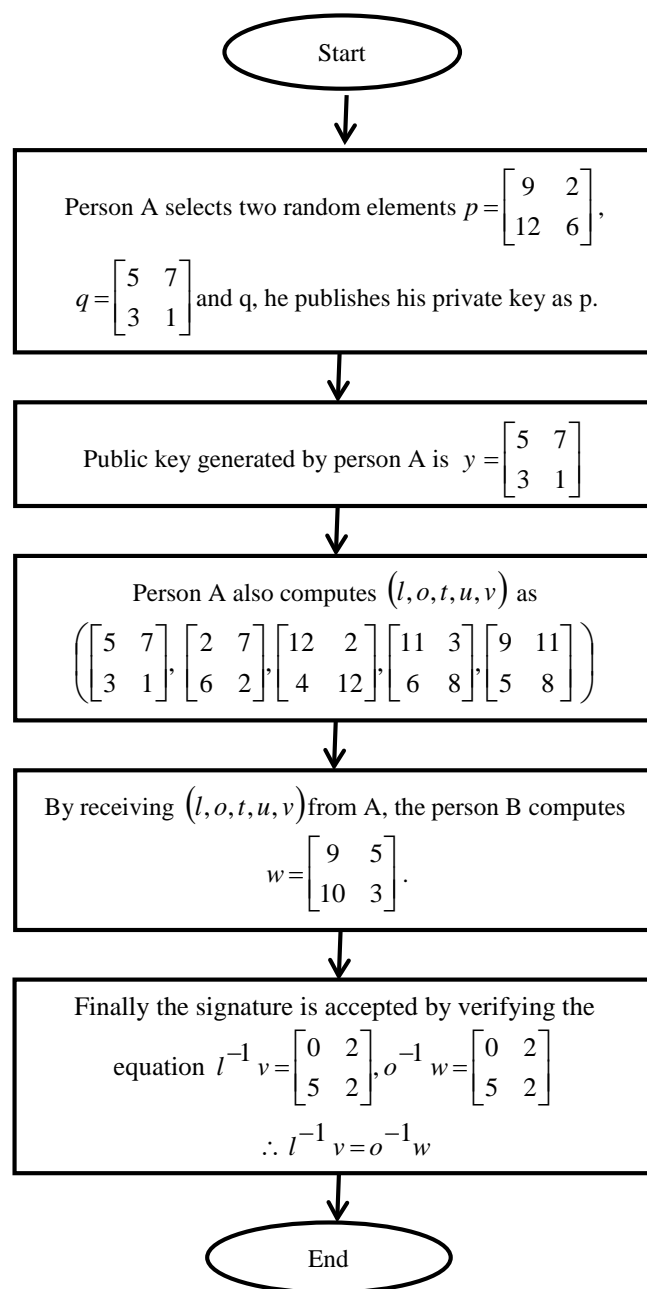 Start
Person A selects two random elements p = [9 2; 12 6],
q = [5 7; 3 1] and q, he publishes his private key as p.
Public key generated by person A is y = [5 7; 3 1]
Person A also computes (l, o, t, u, v) as
([5 7; 3 1], [2 7; 6 2], [12 2; 4 12], [11 3; 6 8], [9 11; 5 8])
By receiving (l, o, t, u, v) from A, the person B computes
w = [9 5; 10 3].
Finally the signature is accepted by verifying the
equation l⁻¹ v = [0 2; 5 2], o⁻¹ w = [0 2; 5 2]
∴ l⁻¹ v = o⁻¹ w
End